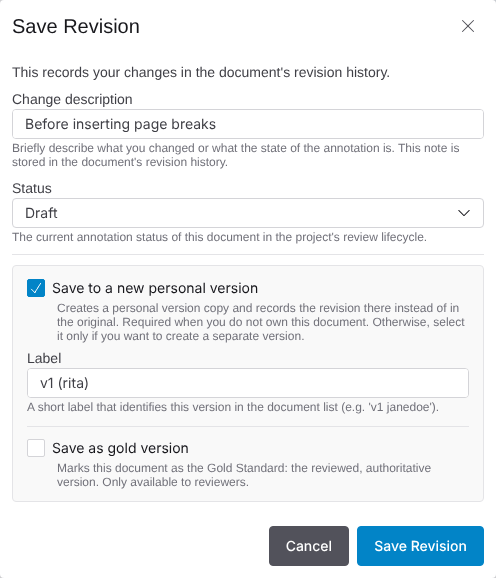 Save Revision
This records your changes in the document's revision history.
Change description
Before inserting page breaks
Briefly describe what you changed or what the state of the annotation is. This note is
stored in the document's revision history.
Status
Draft
The current annotation status of this document in the project's review lifecycle.
Save to a new personal version
Creates a personal version copy and records the revision there instead of in
the original. Required when you do not own this document. Otherwise, select
it only if you want to create a separate version.
Label
v1 (rita)
A short label that identifies this version in the document list (e.g. 'v1 janedoe').
Save as gold version
Marks this document as the Gold Standard: the reviewed, authoritative
version. Only available to reviewers.
Cancel
Save Revision